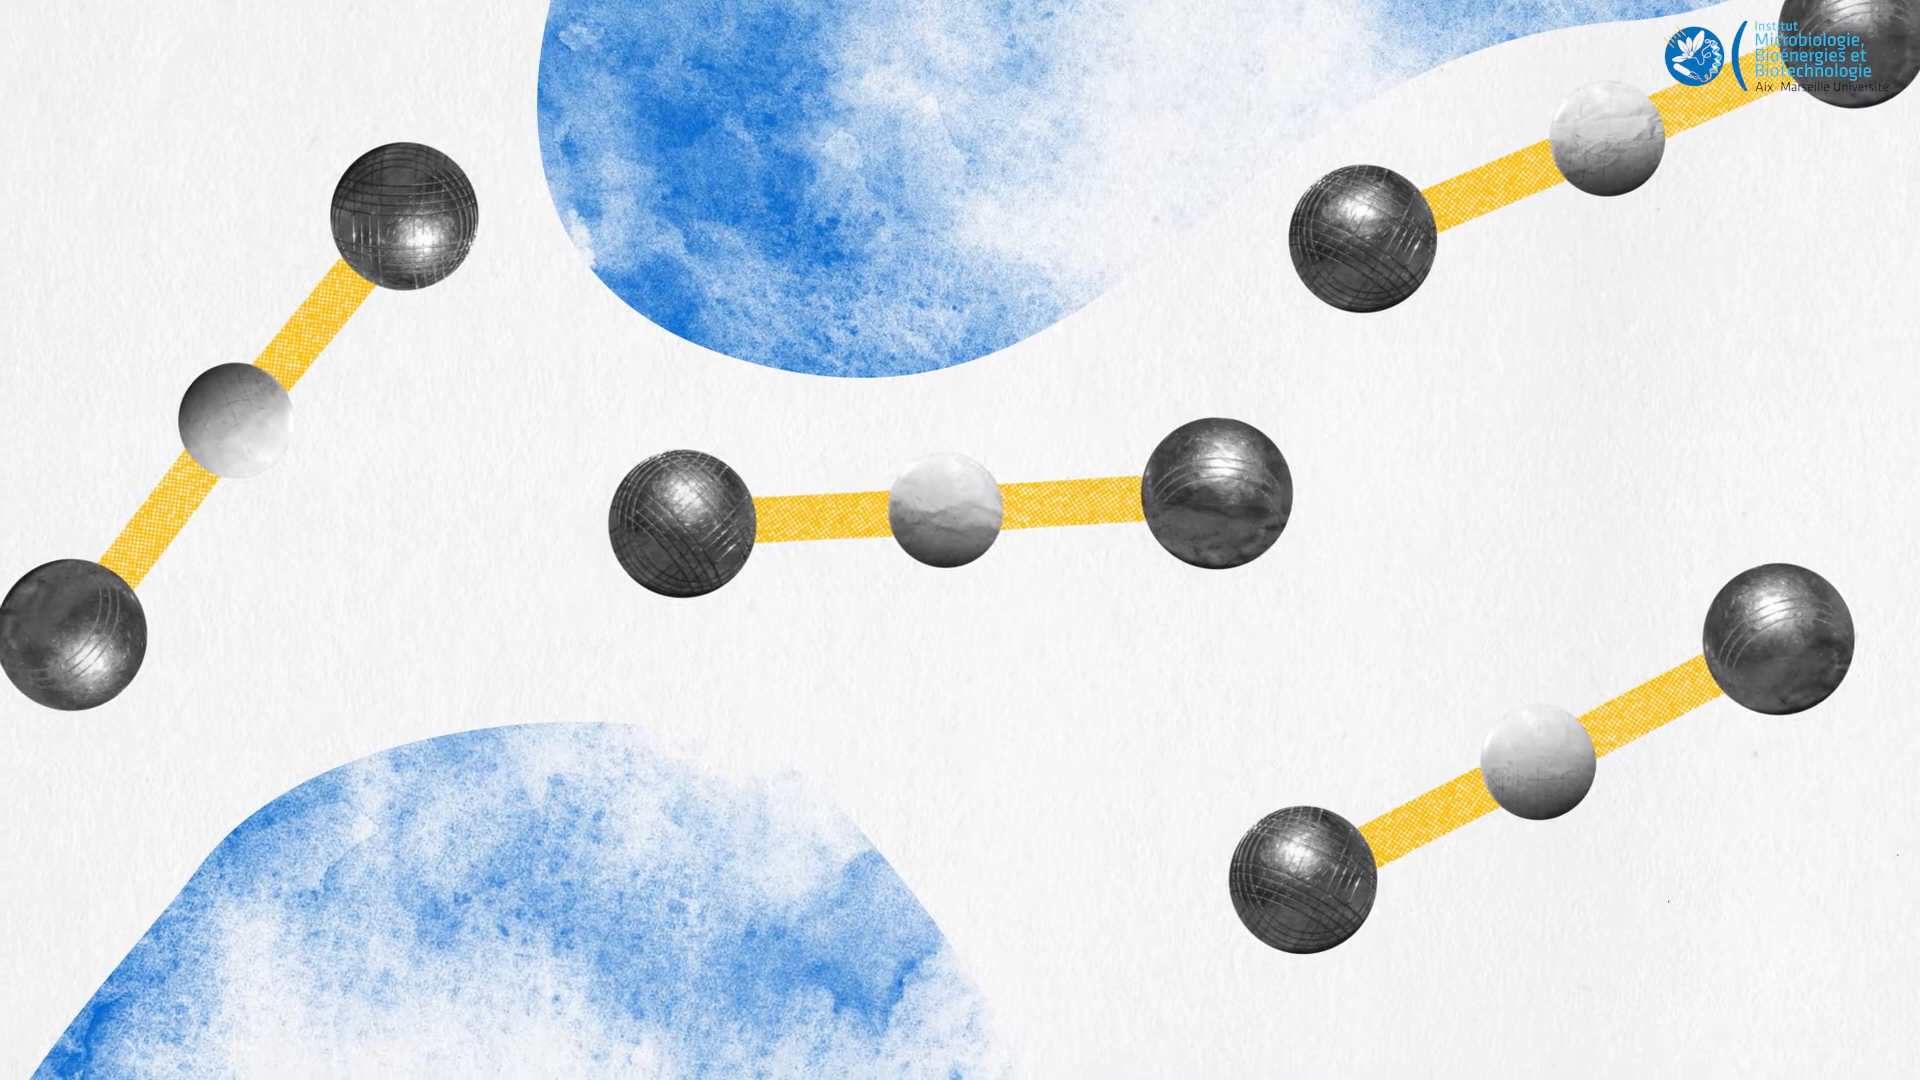 Institut
Microbiologie,
Bioénergies et
Biotechnologie
Aix Marseille Université